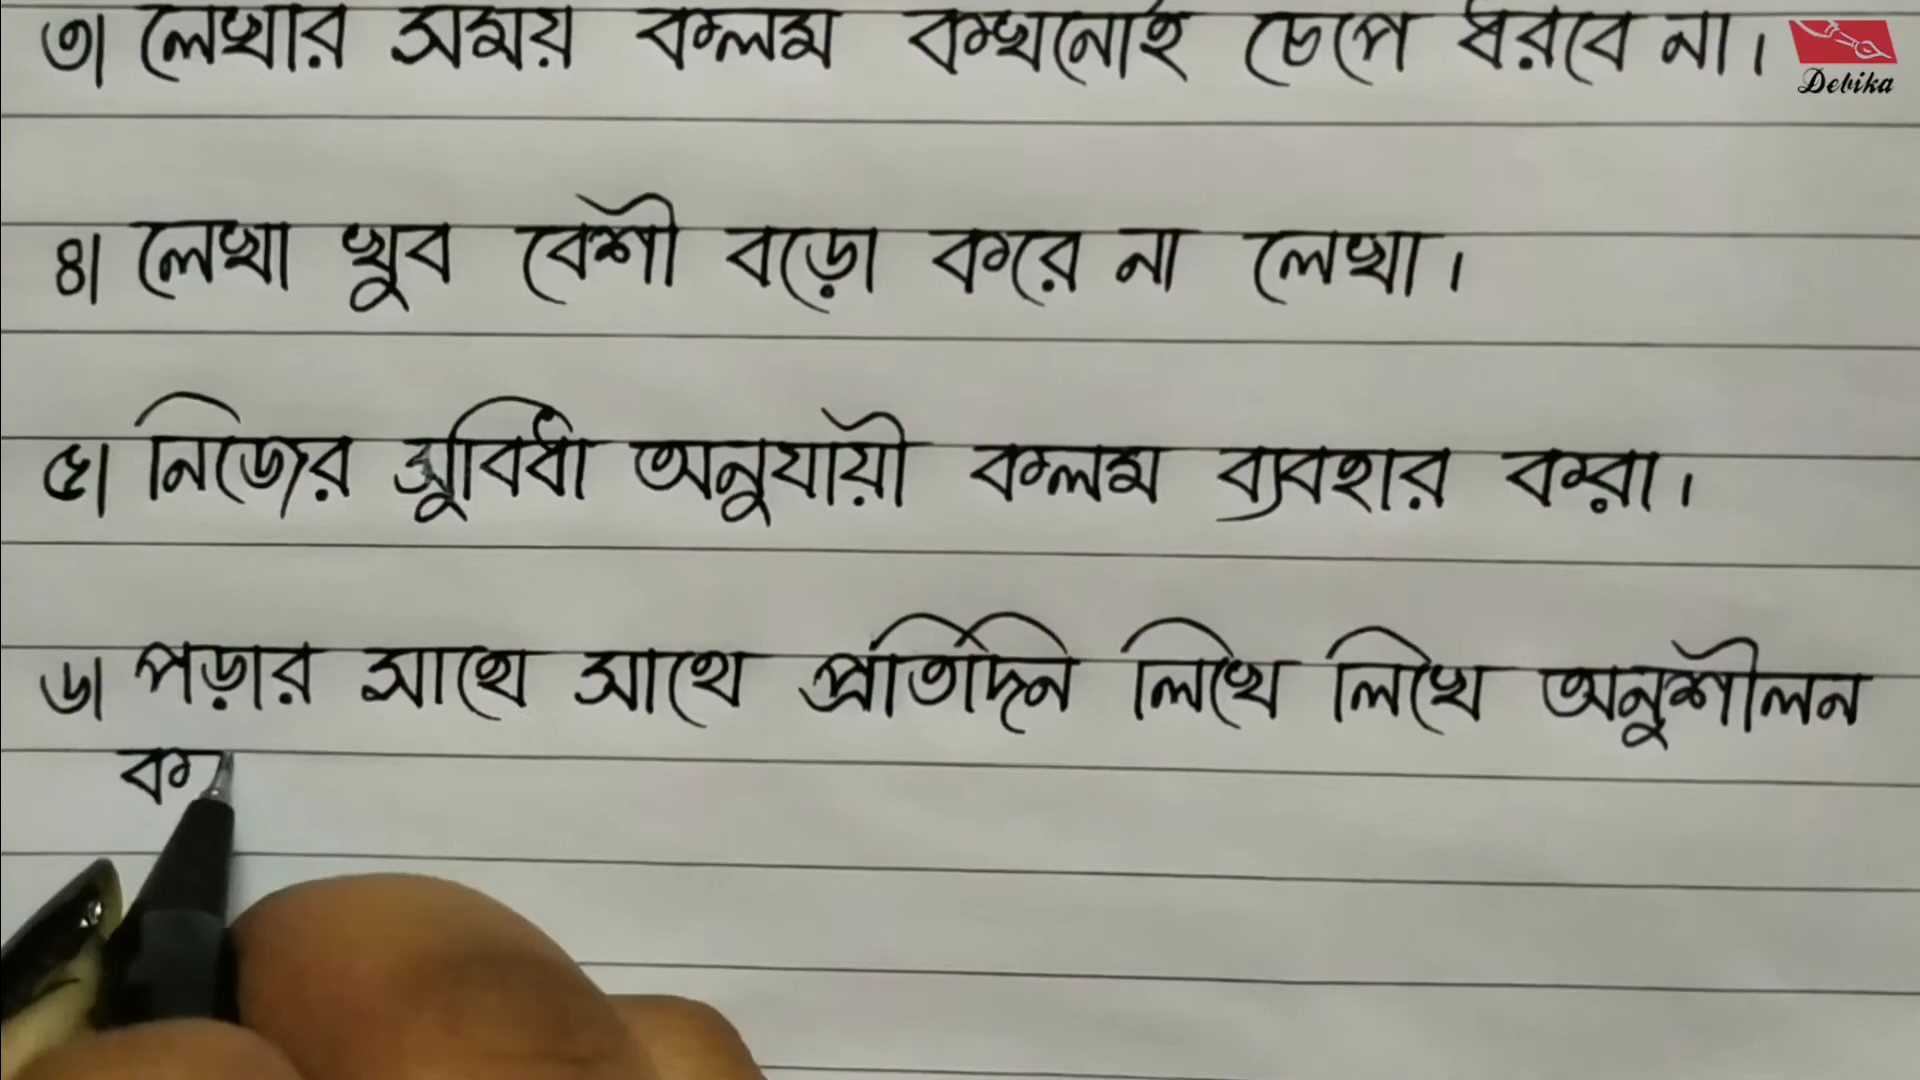 ৩| লেখার সময় কলম কখনোই চেপে ধরবে না।
Debika
৪| লেখা খুব বেশী বড়ো করে না লেখা।
৫| নিজের সুবিধা অনুযায়ী কলম ব্যবহার করা।
৬| পড়ার সাথে সাথে প্রতিদিন লিখে লিখে অনুশীলন
ক